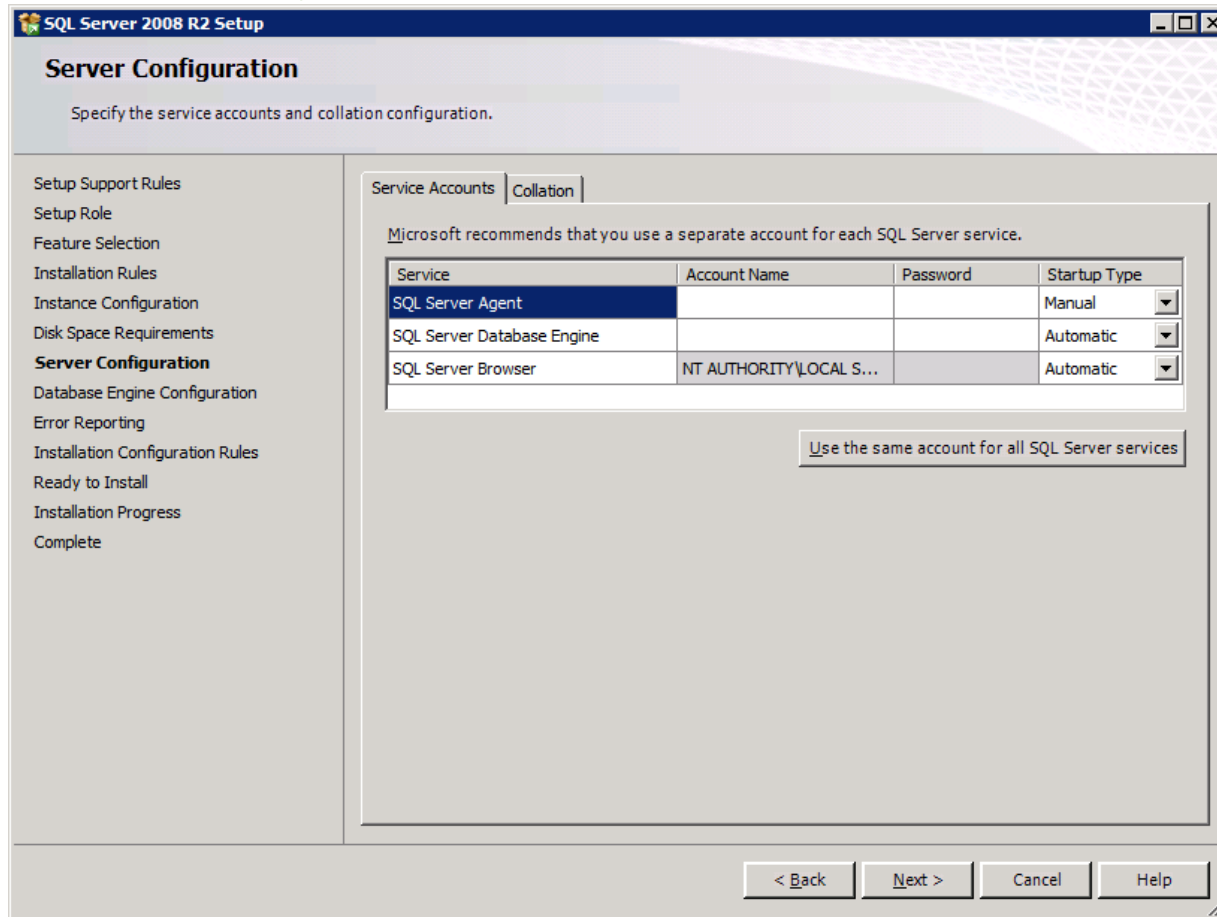 SQL Server 2008 R2 Setup
Server Configuration
Specify the service accounts and collation configuration.
Setup Support Rules
Setup Role
Feature Selection
Installation Rules
Instance Configuration
Disk Space Requirements
Server Configuration
Database Engine Configuration
Error Reporting
Installation Configuration Rules
Ready to Install
Installation Progress
Complete
Service Accounts Collation
Microsoft recommends that you use a separate account for each SQL Server service.
Service Account Name Password Startup Type
SQL Server Agent Manual
SQL Server Database Engine Automatic
SQL Server Browser NT AUTHORITY\LOCAL S... Automatic
Use the same account for all SQL Server services
< Back Next > Cancel Help